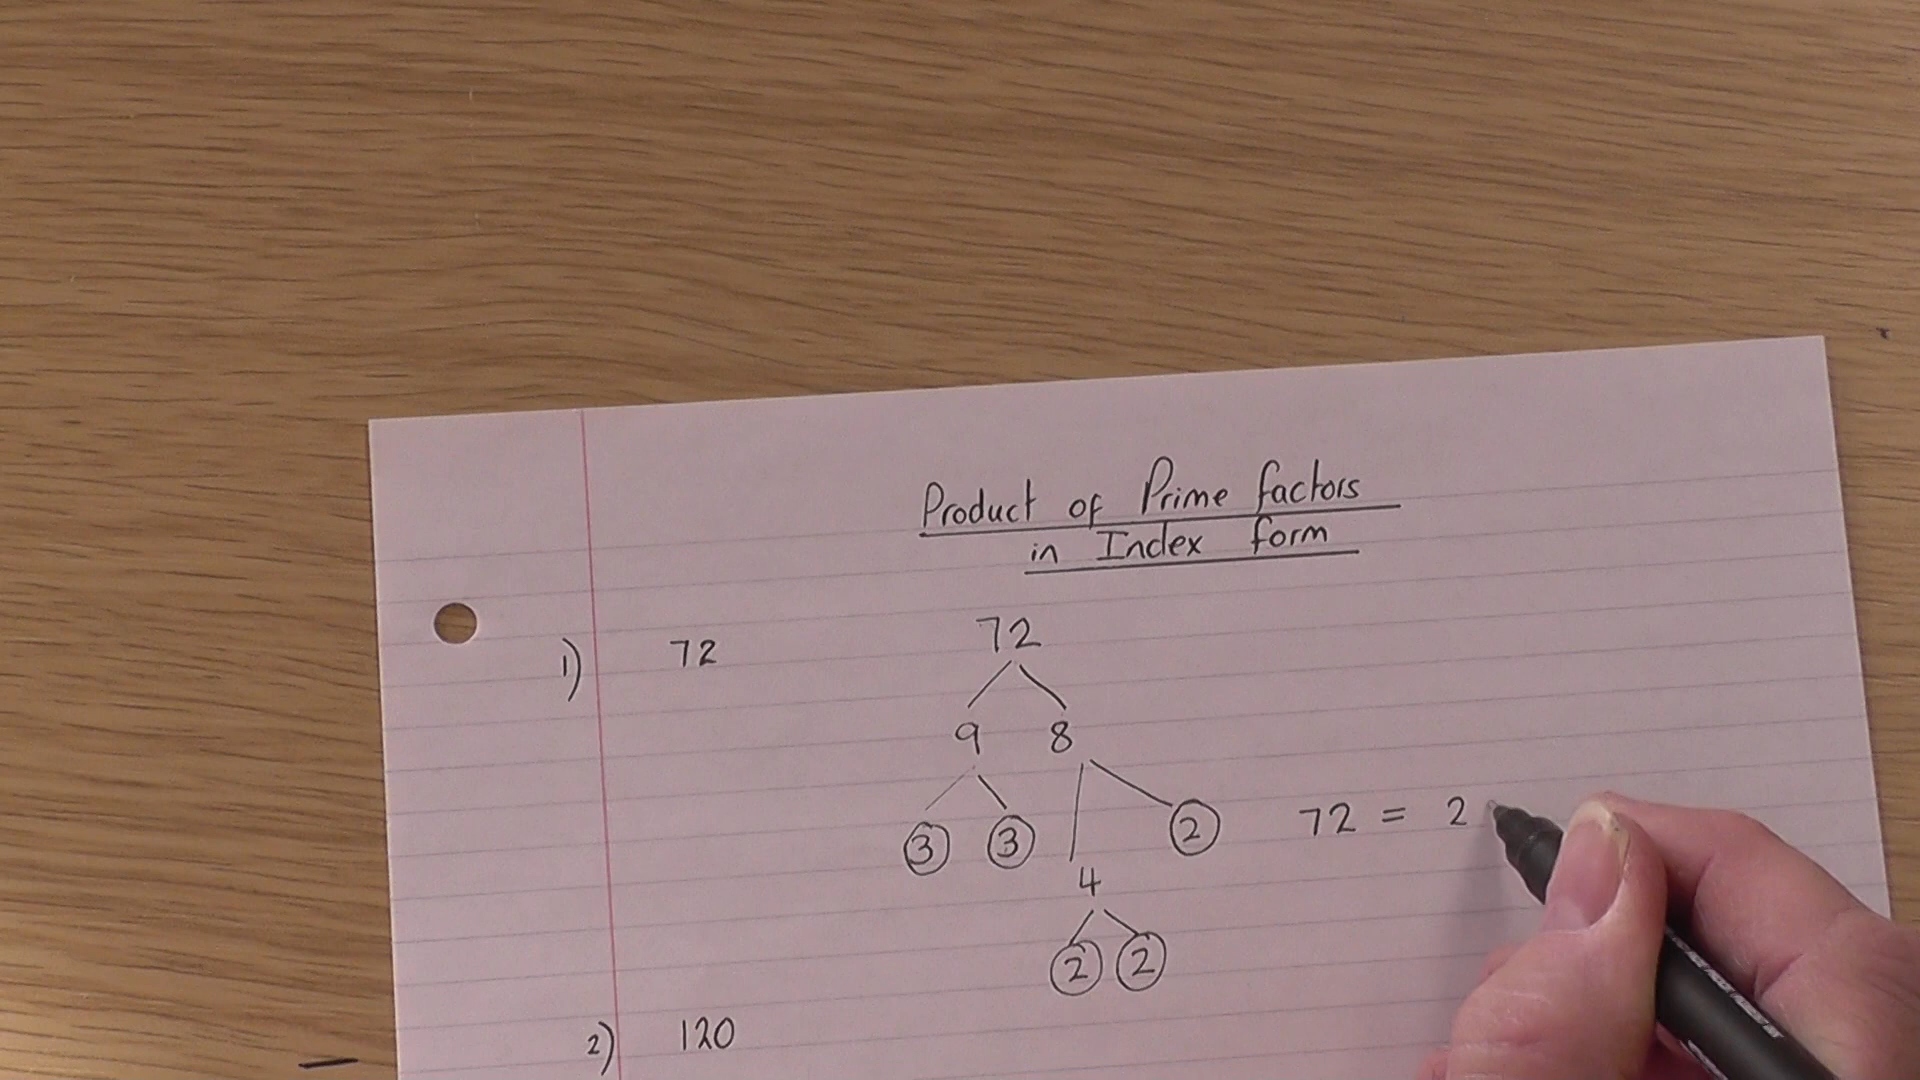 Product of Prime factors
in Index form
1) 72 72
9 8
3 3 2 72 = 2
4
2 2
2) 120